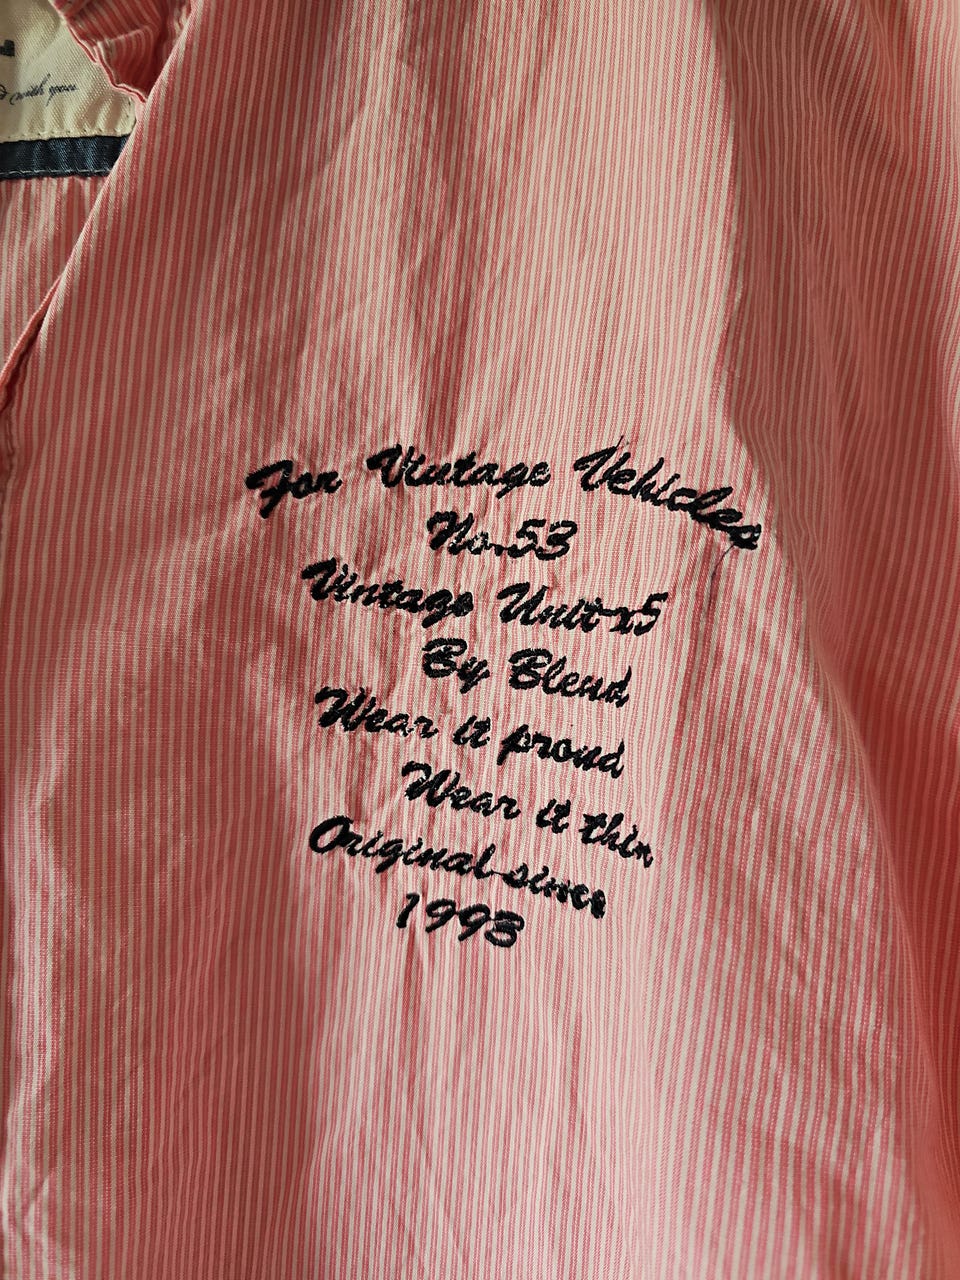 with
For Vintage Vehicles
No.53
Vintage Unit x5
By Blend
Wear it proud
Wear it thin
Original since
1993